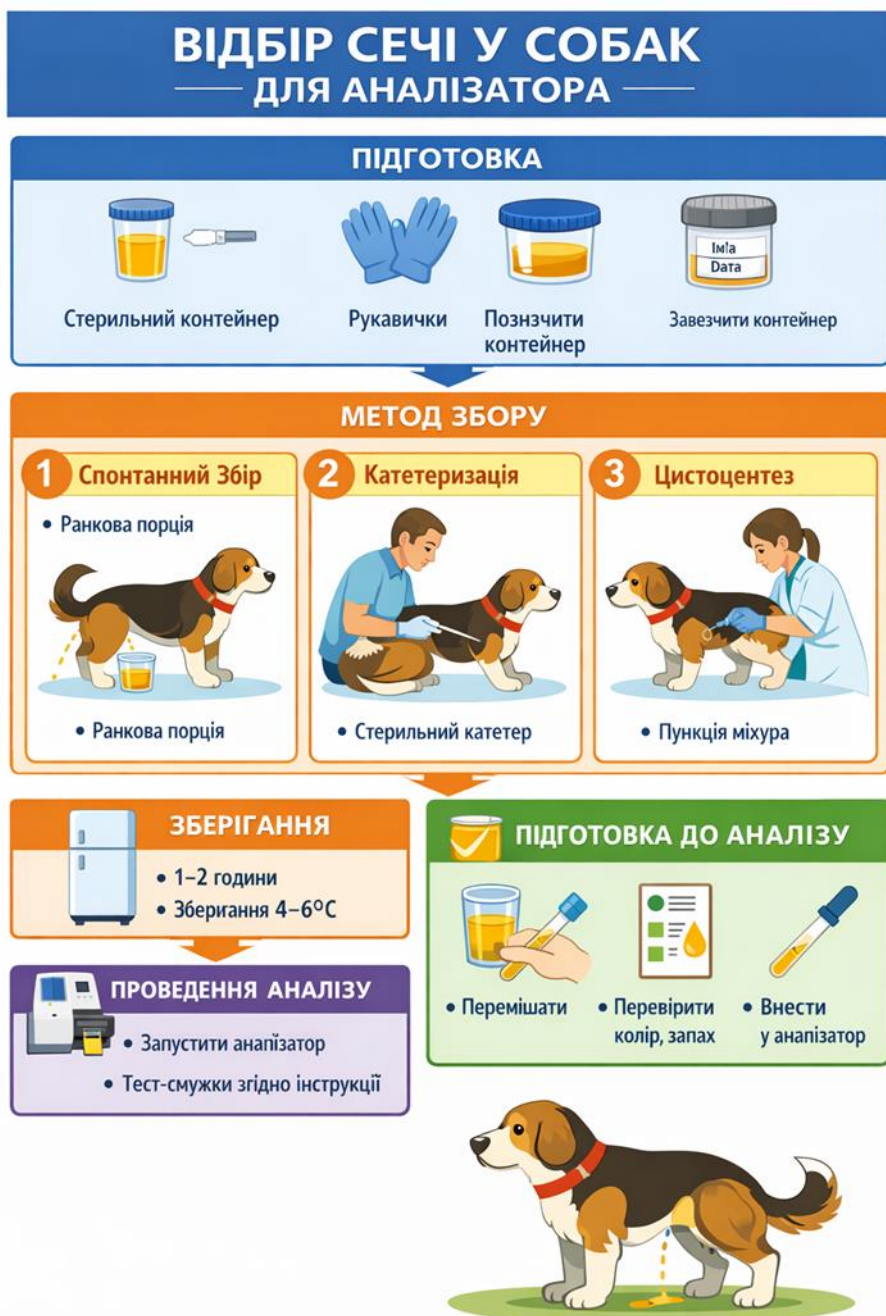 ВІДБІР СЕЧІ У СОБАК
ДЛЯ АНАЛІЗАТОРА
ПІДГОТОВКА
Стерильний контейнер
Рукавички
Познзчити
контейнер
ІмІа
Data
Завезчити контейнер
МЕТОД ЗБОРУ
1 Спонтанний Збір
• Ранкова порція
• Ранкова порція
2 Катетеризація
• Стерильний катетер
3 Цистоцентез
• Пункція міхура
ЗБЕРІГАННЯ
• 1–2 години
• Зберигання 4–6°C
ПРОВЕДЕННЯ АНАЛІЗУ
• Запустити анапізатор
• Тест-смужки згідно інструкції
ПІДГОТОВКА ДО АНАЛІЗУ
• Перемішати
• Перевірити
колір, запах
• Внести
у анапізатор